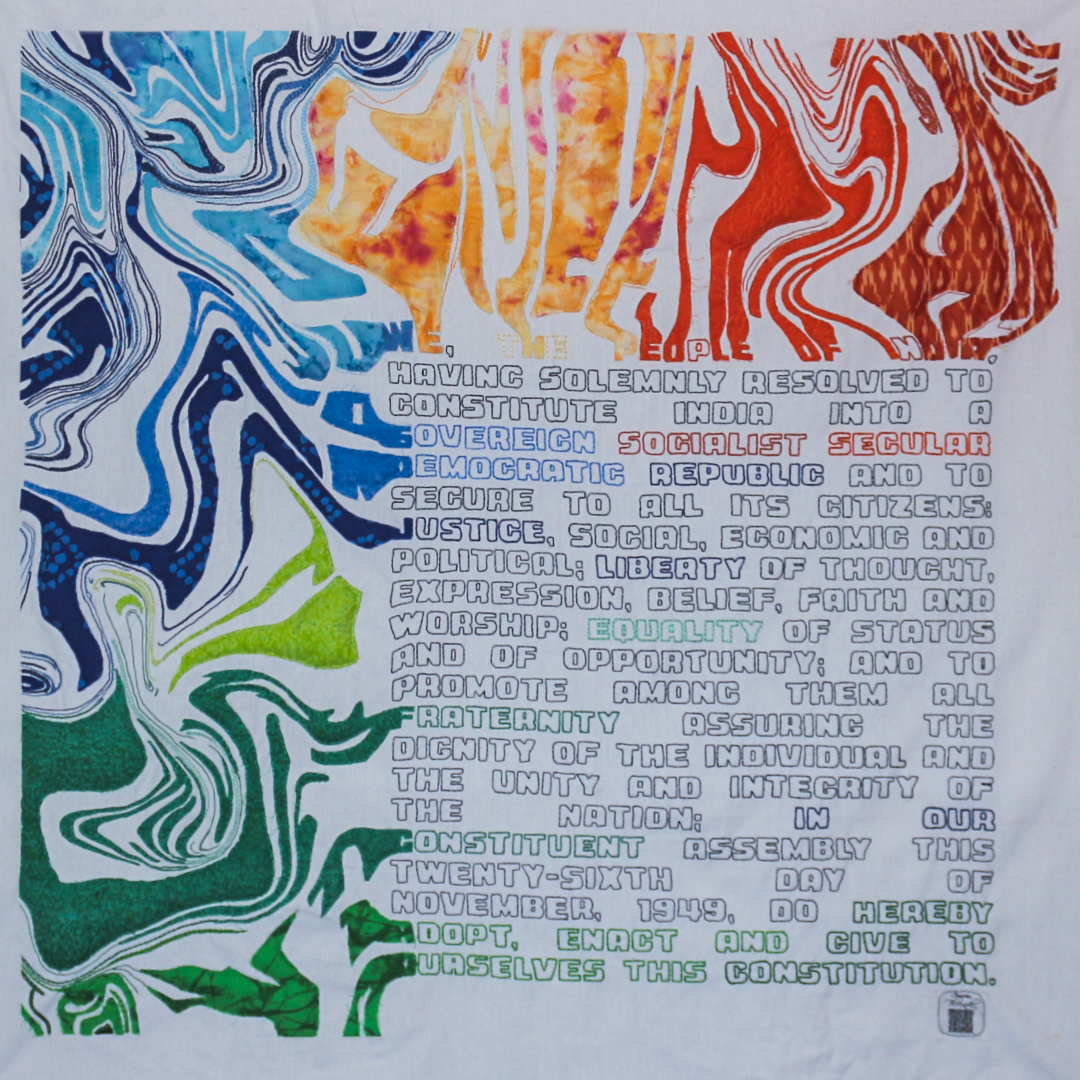 WE, THE PEOPLE OF INDIA,
HAVING SOLEMNLY RESOLVED TO
CONSTITUTE INDIA INTO A
SOVEREIGN SOCIALIST SECULAR
DEMOCRATIC REPUBLIC AND TO
SECURE TO ALL ITS CITIZENS:
JUSTICE, SOCIAL, ECONOMIC AND
POLITICAL; LIBERTY OF THOUGHT,
EXPRESSION, BELIEF, FAITH AND
WORSHIP; EQUALITY OF STATUS
AND OF OPPORTUNITY; AND TO
PROMOTE AMONG THEM ALL
FRATERNITY ASSURING THE
DIGNITY OF THE INDIVIDUAL AND
THE UNITY AND INTEGRITY OF
THE NATION; IN OUR
CONSTITUENT ASSEMBLY THIS
TWENTY-SIXTH DAY OF
NOVEMBER, 1949, DO HEREBY
ADOPT, ENACT AND GIVE TO
OURSELVES THIS CONSTITUTION.